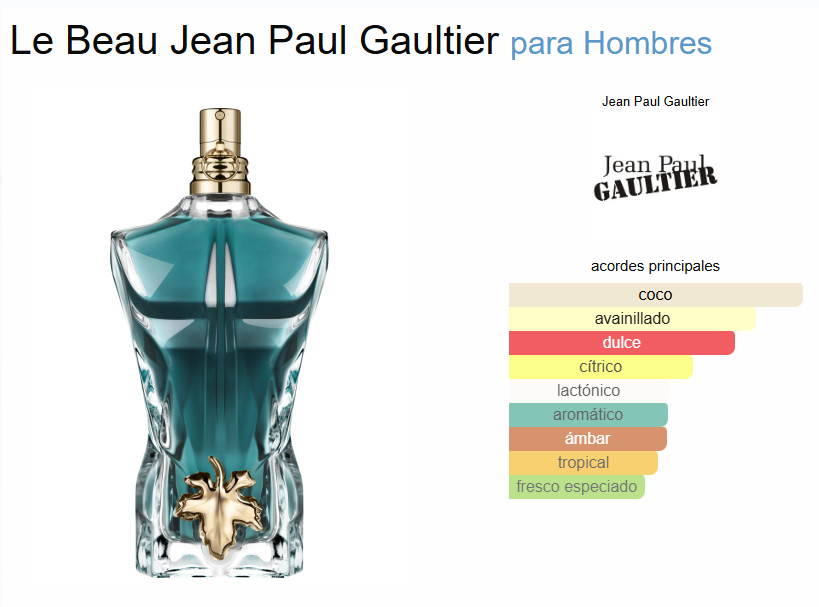 Le Beau Jean Paul Gaultier para Hombres
Jean Paul Gaultier
Jean Paul
GAULTIER
acordes principales
coco
avainillado
dulce
cítrico
lactónico
aromático
ámbar
tropical
fresco especiado